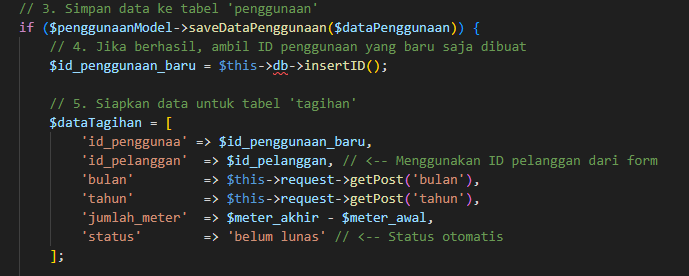 // 3. Simpan data ke tabel 'penggunaan'
if ($penggunaanModel->saveDataPenggunaan($dataPenggunaan)) {
// 4. Jika berhasil, ambil ID penggunaan yang baru saja dibuat
$id_penggunaan_baru = $this->db->insertID();
// 5. Siapkan data untuk tabel 'tagihan'
$dataTagihan = [
'id_penggunaa' => $id_penggunaan_baru,
'id_pelanggan'  => $id_pelanggan, // <-- Menggunakan ID pelanggan dari form
'bulan'         => $this->request->getPost('bulan'),
'tahun'         => $this->request->getPost('tahun'),
'jumlah_meter'  => $meter_akhir - $meter_awal,
'status'        => 'belum lunas' // <-- Status otomatis
];